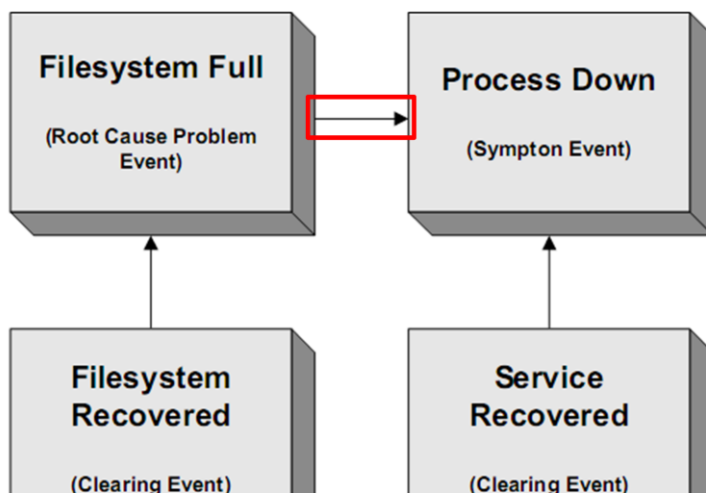 Filesystem Full
(Root Cause Problem
Event)
Process Down
(Sympton Event)
Filesystem
Recovered
(Clearing Event)
Service
Recovered
(Clearing Event)